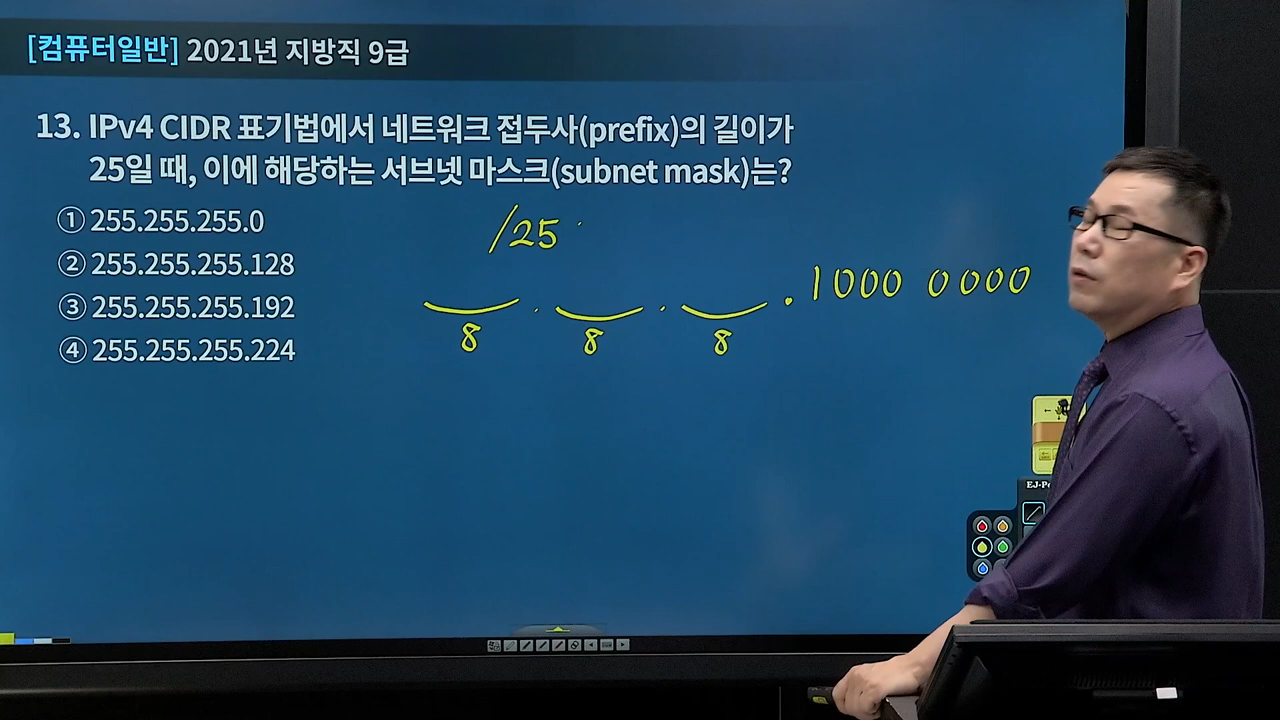 [컴퓨터일반] 2021년 지방직 9급
13. IPv4 CIDR 표기법에서 네트워크 접두사(prefix)의 길이가
25일 때, 이에 해당하는 서브넷 마스크(subnet mask)는?
① 255.255.255.0
② 255.255.255.128
③ 255.255.255.192
④ 255.255.255.224
/25
. 1000 0000
8 8 8